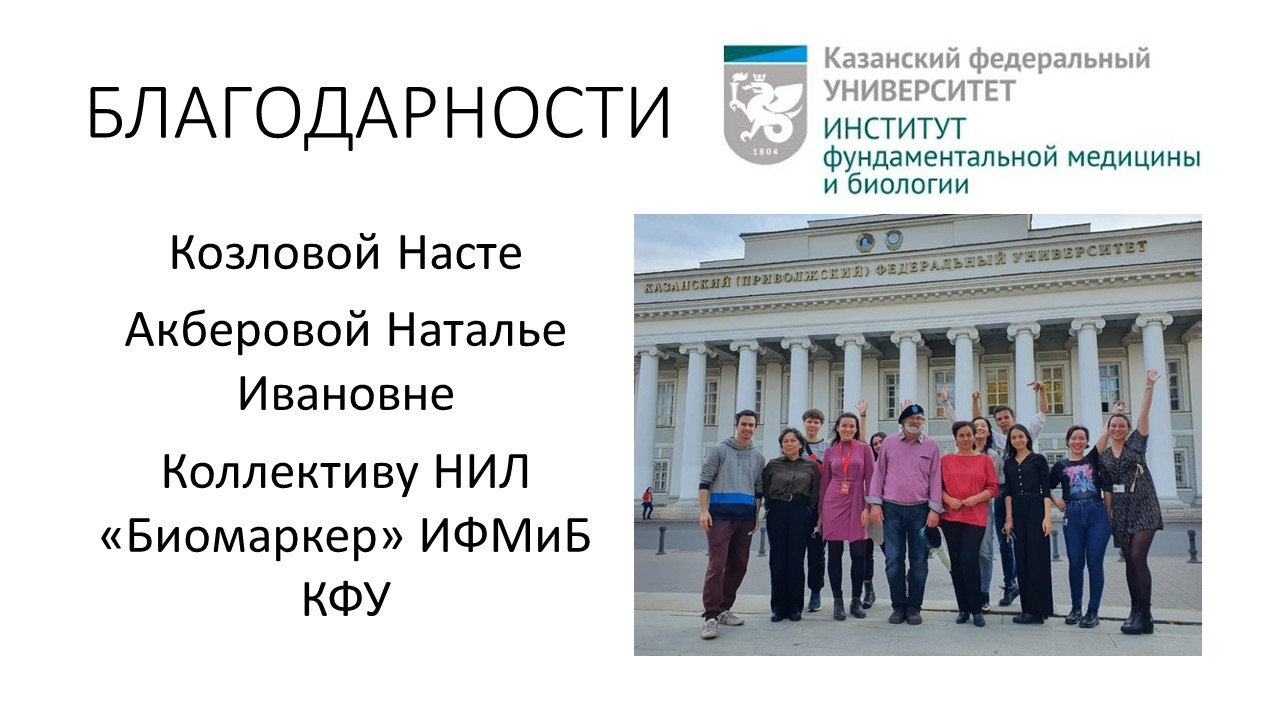 БЛАГОДАРНОСТИ
Казанский федеральный
УНИВЕРСИТЕТ
ИНСТИТУТ
фундаментальной медицины
и биологии
1804
Козловой Насте
Акберовой Наталье
Ивановне
Коллективу НИЛ
«Биомаркер» ИФМиБ
КФУ
КАЗАНСКИЙ (ПРИВОЛЖСКИЙ) ФЕДЕРАЛЬНЫЙ УНИВЕРСИТЕТ